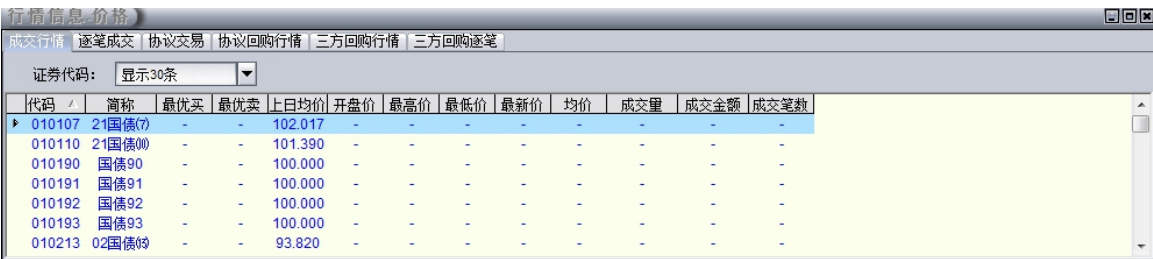 行情信息-价格
成交行情 逐笔成交 协议交易 协议回购行情 三方回购行情 三方回购逐笔
证券代码: 显示30条
代码 简称 最优买 最优卖 上日均价 开盘价 最高价 最低价 最新价 均价 成交量 成交金额 成交笔数
010107 21国债⑺ - - 102.017 - - - - - - - -
010110 21国债⑽ - - 101.390 - - - - - - - -
010190 国债90 - - 100.000 - - - - - - - -
010191 国债91 - - 100.000 - - - - - - - -
010192 国债92 - - 100.000 - - - - - - - -
010193 国债93 - - 100.000 - - - - - - - -
010213 02国债⒀ - - 93.820 - - - - - - - -